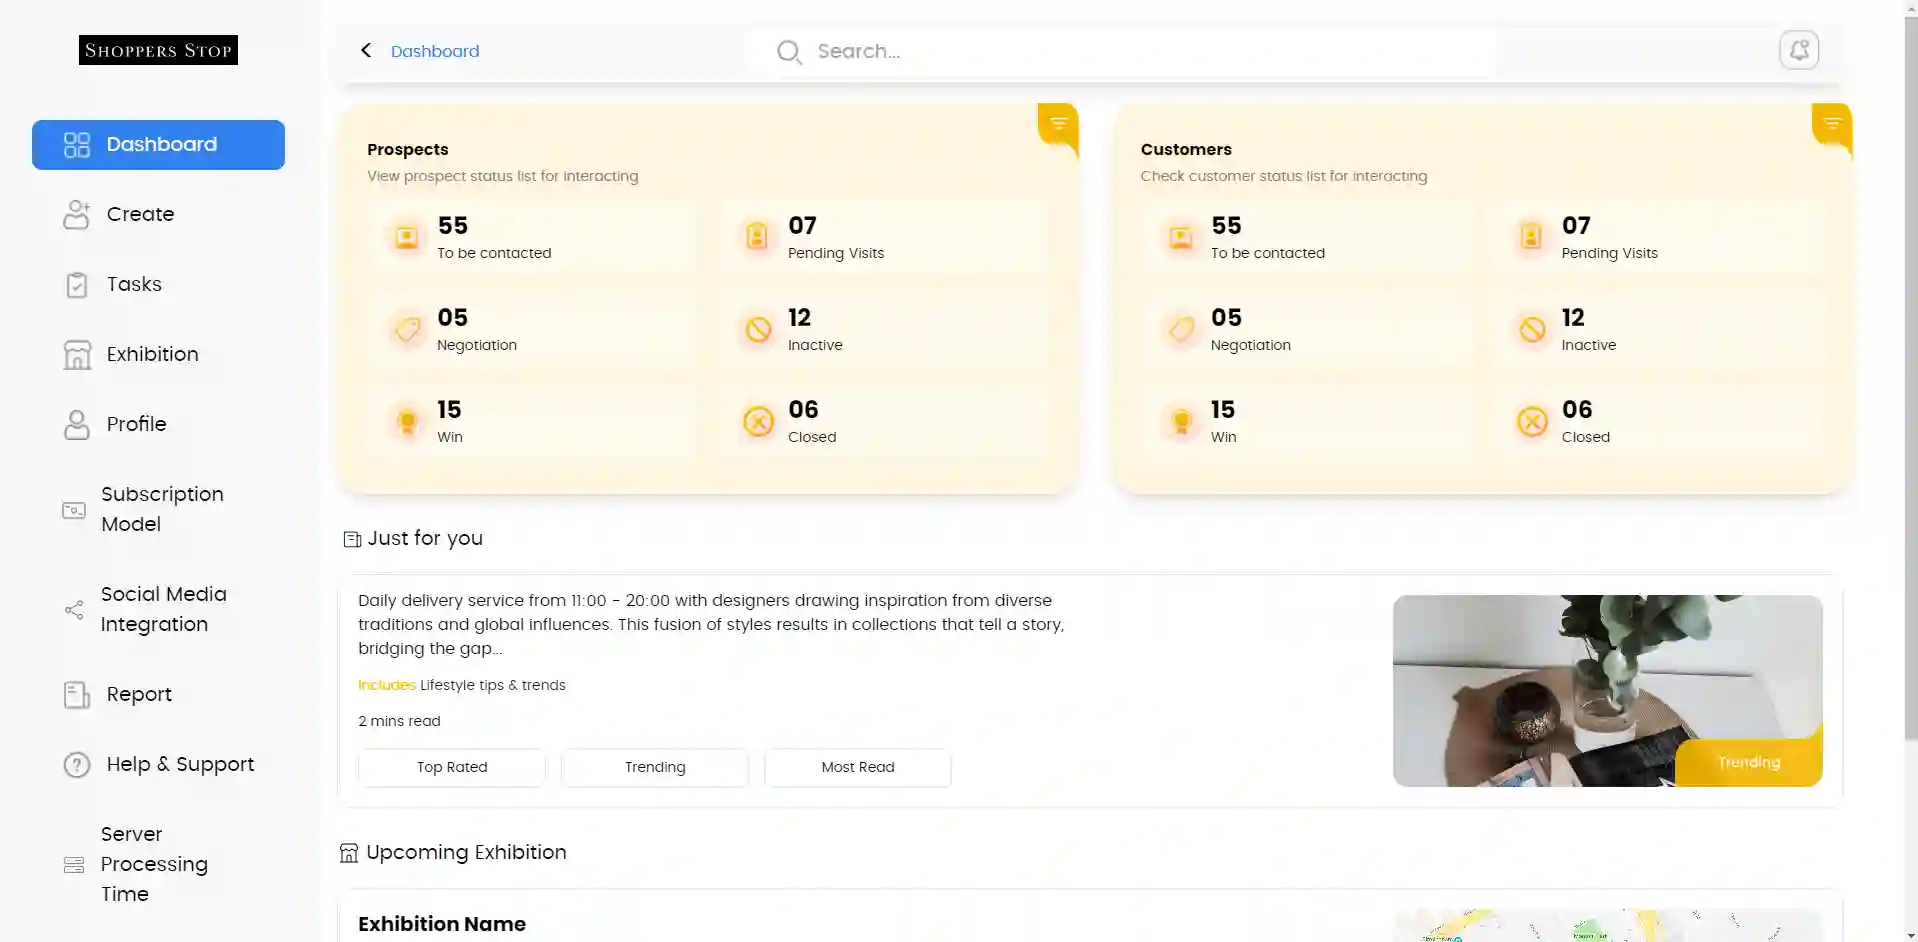 SHOPPERS STOP
Dashboard
Create
Tasks
Exhibition
Profile
Subscription
Model
Social Media
Integration
Report
Help & Support
Server
Processing
Time
Dashboard
Search...
Prospects
View prospect status list for interacting
55
To be contacted
07
Pending Visits
05
Negotiation
12
Inactive
15
Win
06
Closed
Customers
Check customer status list for interacting
55
To be contacted
07
Pending Visits
05
Negotiation
12
Inactive
15
Win
06
Closed
Just for you
Daily delivery service from 11:00 - 20:00 with designers drawing inspiration from diverse
traditions and global influences. This fusion of styles results in collections that tell a story,
bridging the gap...
Includes Lifestyle tips & trends
2 mins read
Top Rated
Trending
Most Read
Trending
Upcoming Exhibition
Exhibition Name